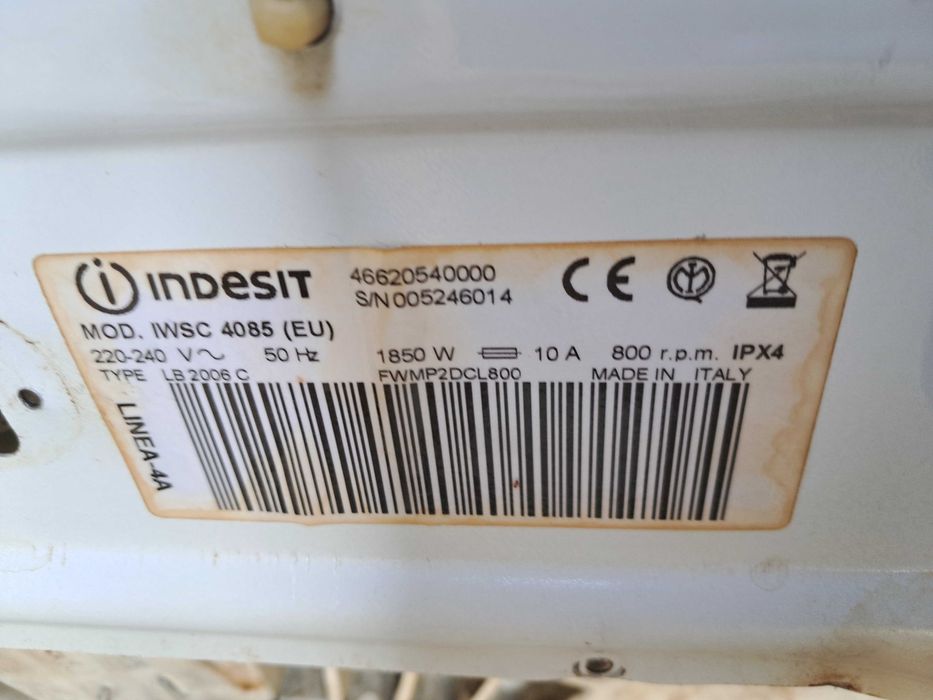 INDESIT 46620540000
S/N 005246014
MOD. IWSC 4085 (EU)
220-240 V~ 50 Hz 1850 W 10 A 800 r.p.m. IPX4
TYPE LB 2006 C FWMP2DCL800 MADE IN ITALY
LINEA-4A